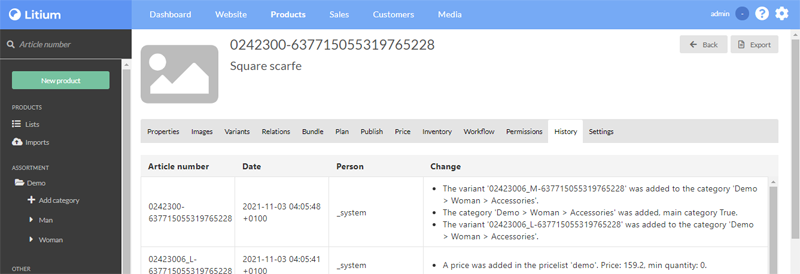 Litium
Dashboard Website Products Sales Customers Media
admin - ?
Article number
0242300-637715055319765228
Square scarfe
Back Export
New product
PRODUCTS
Lists
Imports
ASSORTMENT
Demo
Add category
Man
Woman
OTHER
Properties Images Variants Relations Bundle Plan Publish Price Inventory Workflow Permissions History Settings
Article number Date Person Change
0242300-
637715055319765228
2021-11-03 04:05:48
+0100
_system
• The variant '02423006_M-637715055319765228' was added to the category 'Demo
> Woman > Accessories'.
• The category 'Demo > Woman > Accessories' was added, main category True.
• The variant '02423006_L-637715055319765228' was added to the category 'Demo
> Woman > Accessories'.
02423006_L-
637715055319765228
2021-11-03 04:05:41
+0100
_system
• A price was added in the pricelist 'demo'. Price: 159.2, min quantity: 0.